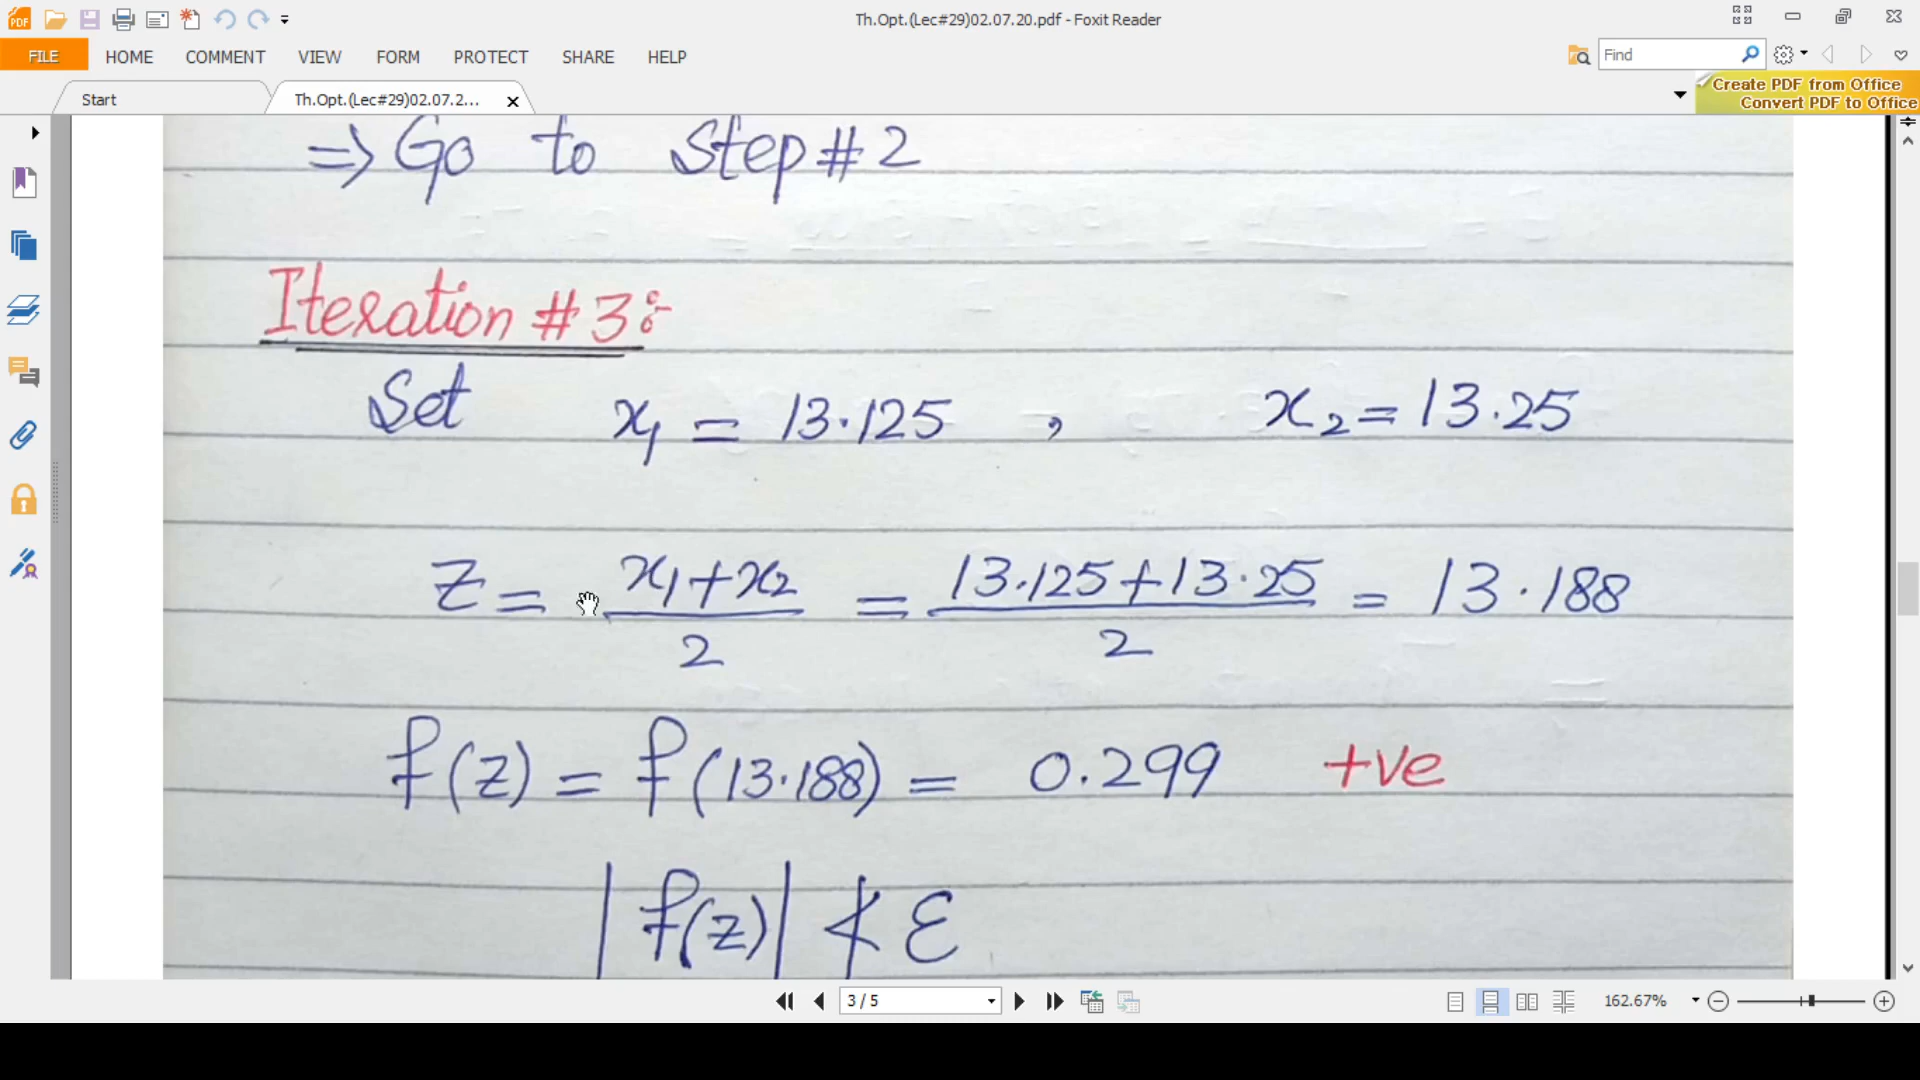 Th.Opt.(Lec#29)02.07.20.pdf - Foxit Reader
FILE HOME COMMENT VIEW FORM PROTECT SHARE HELP
Find
Start Th.Opt.(Lec#29)02.07.2...
Create PDF from Office
Convert PDF to Office
=> Go to Step # 2
Iteration # 3:-
Set x₁ = 13.125 , x₂ = 13.25
Z = (x₁+x₂)/2 = (13.125+13.25)/2 = 13.188
f(z) = f(13.188) = 0.299 +ve
|f(z)| ≮ ε
3 / 5
162.67%